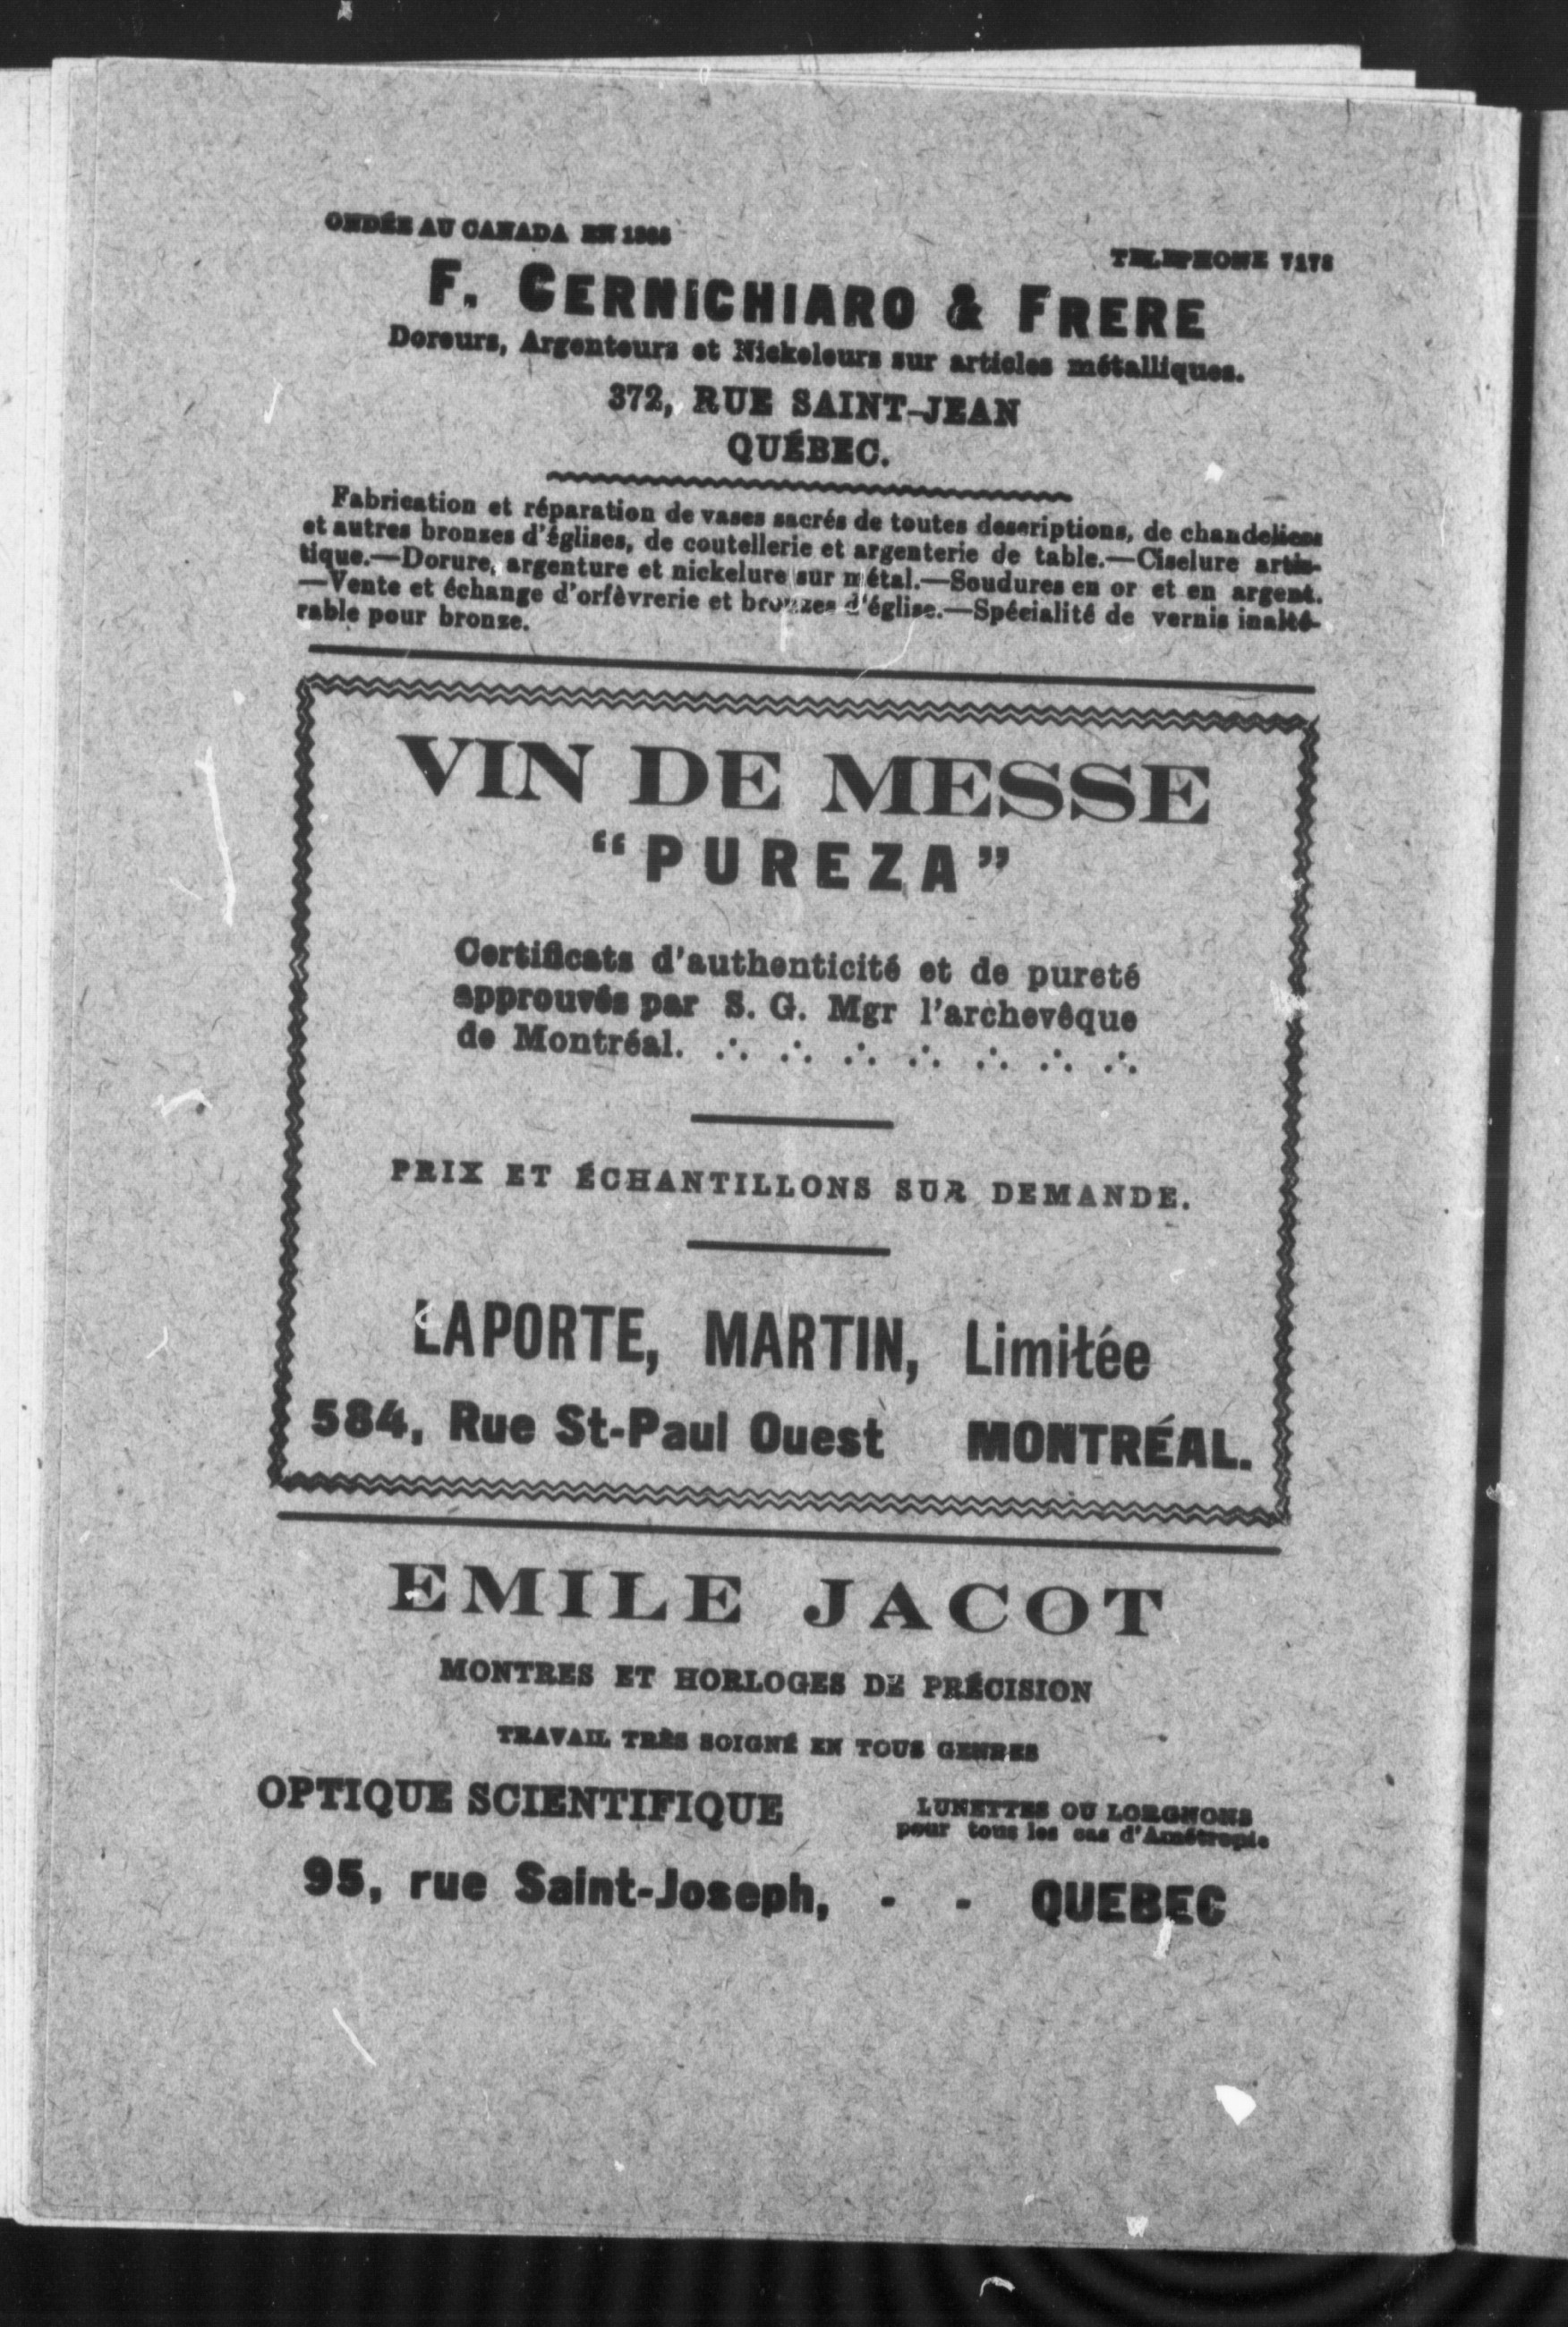 ONDÉE AU CANADA EN
TELEPHONE
F. CERNICHIARO & FRERE
Doreurs, Argenteurs et Nickeleurs sur articles métalliques.
372, RUE SAINT-JEAN
QUÉBEC.
Fabrication et réparation de vases sacrés de toutes descriptions, de chandeliers
et autres bronzes d'églises, de coutellerie et argenterie de table.—Ciselure artis-
tique.—Dorure, argenture et nickelure sur métal.—Soudures en or et en argent.
—Vente et échange d'orfèvrerie et bronzes d'église.—Spécialité de vernis inalté-
rable pour bronze.
VIN DE MESSE
“PUREZA”
Certificats d'authenticité et de pureté
approuvés par S. G. Mgr l'archevêque
de Montréal. ∴ ∴ ∴ ∴ ∴ ∴ ∴
PRIX ET ÉCHANTILLONS SUR DEMANDE.
LAPORTE, MARTIN, Limitée
584, Rue St-Paul Ouest MONTRÉAL.
EMILE JACOT
MONTRES ET HORLOGES DE PRÉCISION
TRAVAIL TRÈS SOIGNÉ EN TOUS GENRES
OPTIQUE SCIENTIFIQUE
LUNETTES OU LORGNONS
pour tous les cas d'Amétropie
95, rue Saint-Joseph, - - QUEBEC